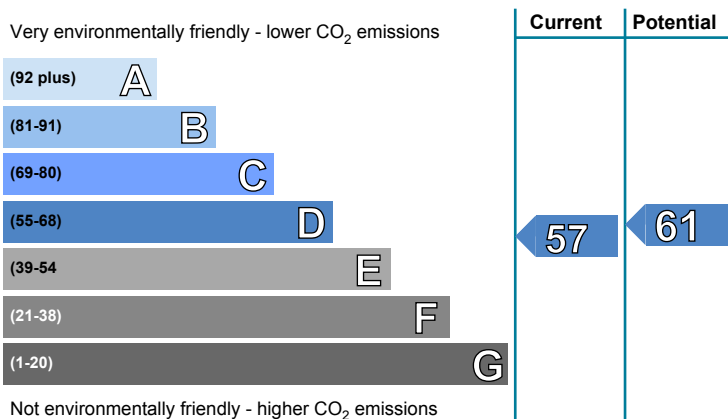 Current Potential
Very environmentally friendly - lower CO2 emissions
(92 plus) A
(81-91) B
(69-80) C
(55-68) D
57 61
(39-54 E
(21-38) F
(1-20) G
Not environmentally friendly - higher CO2 emissions